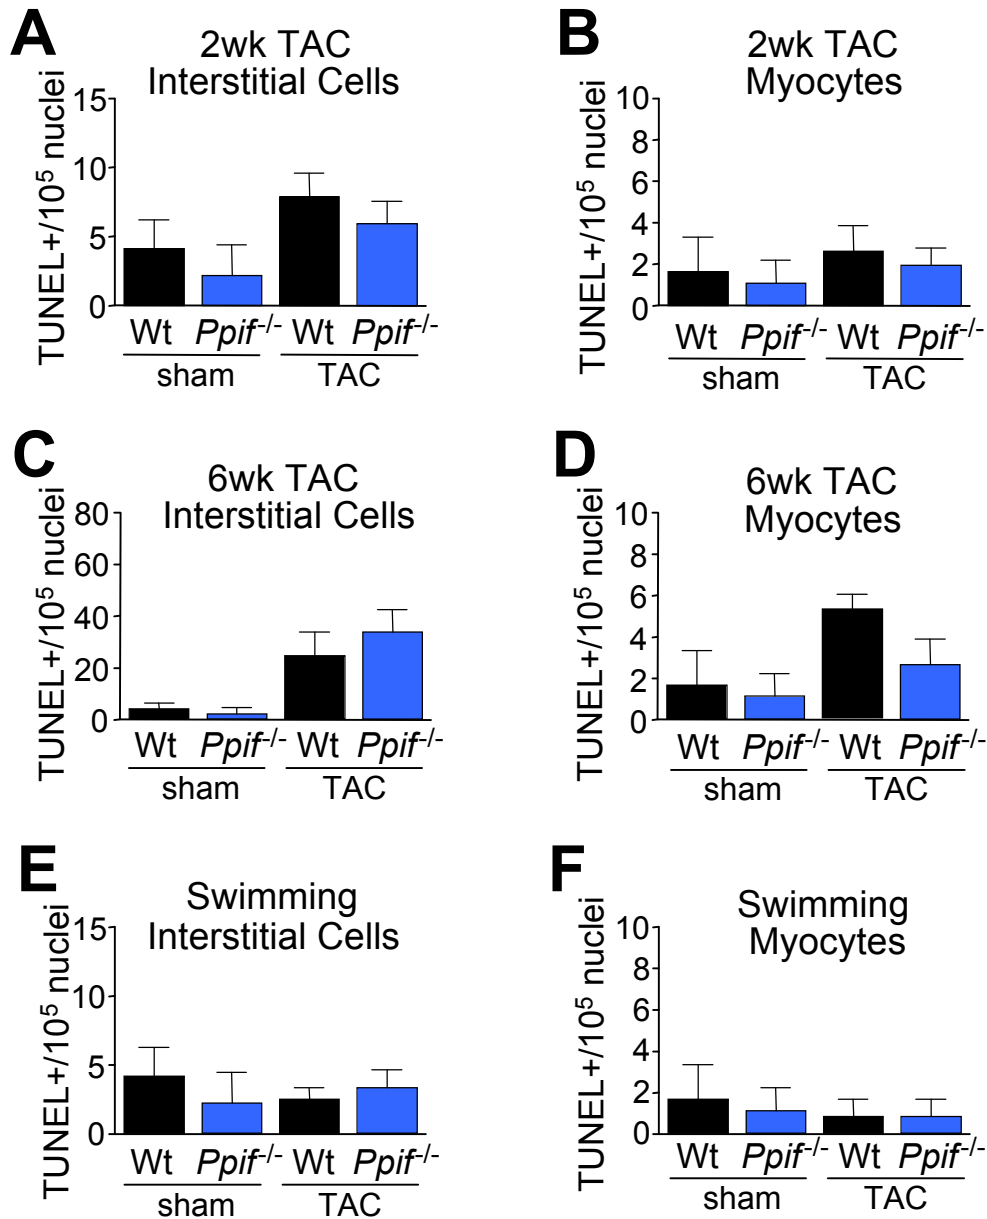 A
2wk TAC
Interstitial Cells
TUNEL+/10⁵ nuclei
15
10
5
0
Wt Ppif⁻/⁻ Wt Ppif⁻/⁻
sham TAC
B
2wk TAC
Myocytes
TUNEL+/10⁵ nuclei
10
8
6
4
2
0
Wt Ppif⁻/⁻ Wt Ppif⁻/⁻
sham TAC
C
6wk TAC
Interstitial Cells
TUNEL+/10⁵ nuclei
80
60
40
20
0
Wt Ppif⁻/⁻ Wt Ppif⁻/⁻
sham TAC
D
6wk TAC
Myocytes
TUNEL+/10⁵ nuclei
10
8
6
4
2
0
Wt Ppif⁻/⁻ Wt Ppif⁻/⁻
sham TAC
E
Swimming
Interstitial Cells
TUNEL+/10⁵ nuclei
15
10
5
0
Wt Ppif⁻/⁻ Wt Ppif⁻/⁻
sham TAC
F
Swimming
Myocytes
TUNEL+/10⁵ nuclei
10
8
6
4
2
0
Wt Ppif⁻/⁻ Wt Ppif⁻/⁻
sham TAC